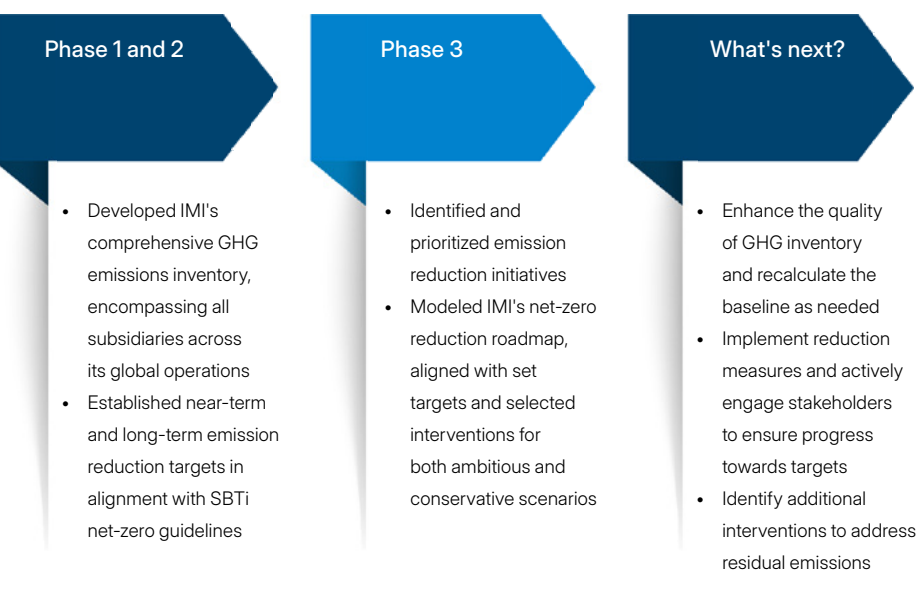 Phase 1 and 2
• Developed IMI's
comprehensive GHG
emissions inventory,
encompassing all
subsidiaries across
its global operations
• Established near-term
and long-term emission
reduction targets in
alignment with SBTi
net-zero guidelines
Phase 3
• Identified and
prioritized emission
reduction initiatives
• Modeled IMI's net-zero
reduction roadmap,
aligned with set
targets and selected
interventions for
both ambitious and
conservative scenarios
What's next?
• Enhance the quality
of GHG inventory
and recalculate the
baseline as needed
• Implement reduction
measures and actively
engage stakeholders
to ensure progress
towards targets
• Identify additional
interventions to address
residual emissions